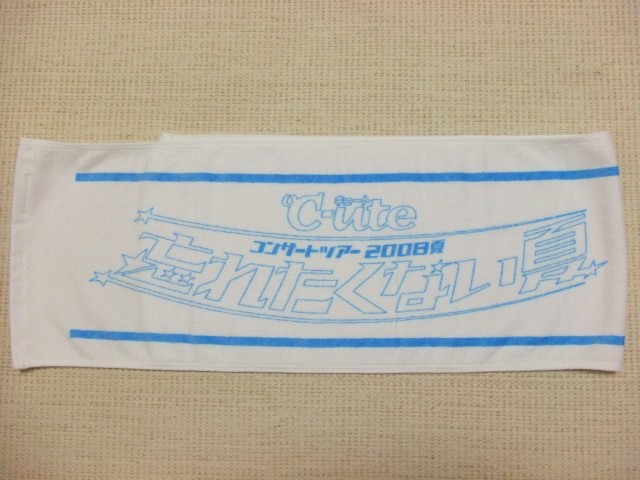 キュート
℃-ute
コンサートツアー2008夏
忘れたくない夏